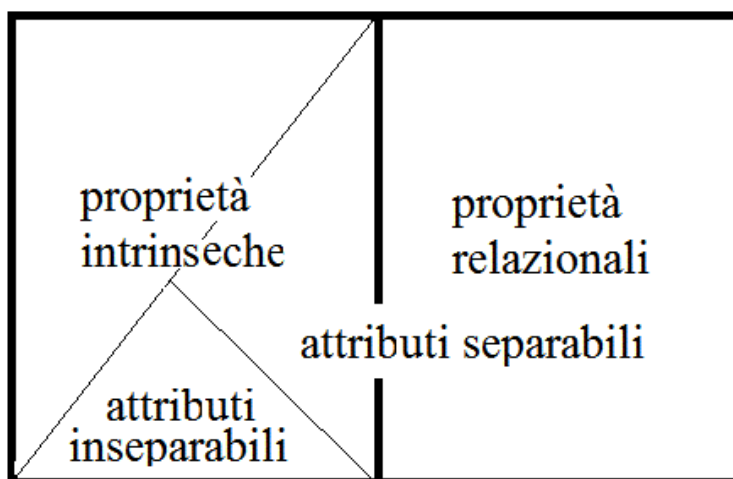 proprietà
intrinseche
proprietà
relazionali
attributi separabili
attributi
inseparabili